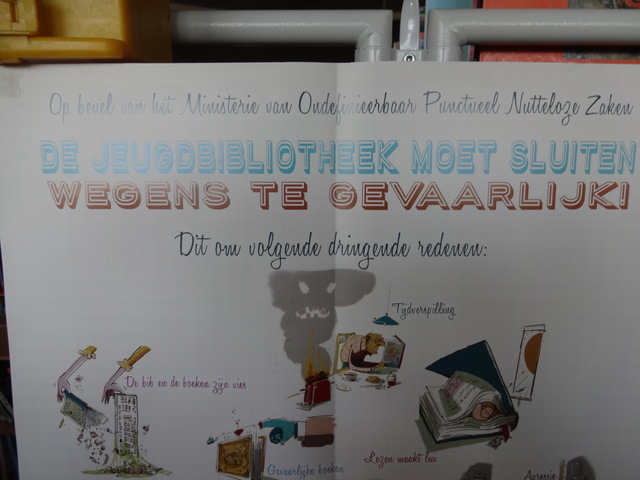 Op bevel van het Ministerie van Ondefinieerbaar Punctueel Nutteloze Zaken
DE JEUGDBIBLIOTHEEK MOET SLUITEN
WEGENS TE GEVAARLIJK!
Dit om volgende dringende redenen:
Tijdverspilling
De bib en de boeken zijn vies
Lezen maakt lui
Gevaarlijke boeken
Agressie